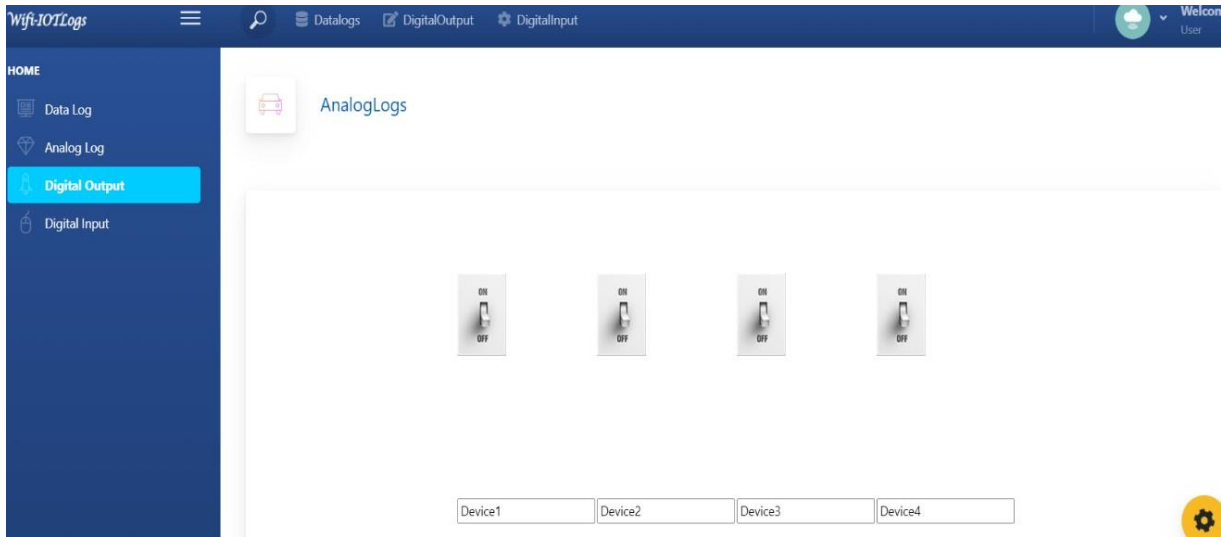 Wifi-IOTLogs
Datalogs DigitalOutput DigitalInput
User
HOME
Data Log
Analog Log
Digital Output
Digital Input
AnalogLogs
ON ON ON ON
OFF OFF OFF OFF
Device1 Device2 Device3 Device4